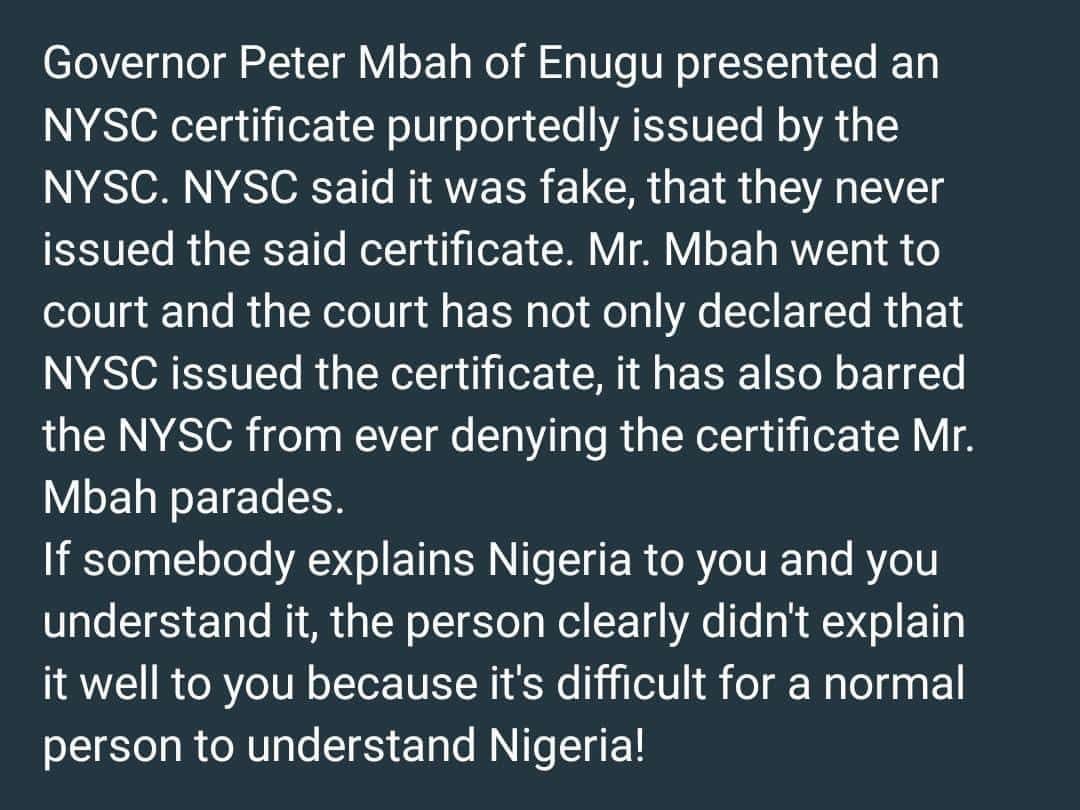 Governor Peter Mbah of Enugu presented an
NYSC certificate purportedly issued by the
NYSC. NYSC said it was fake, that they never
issued the said certificate. Mr. Mbah went to
court and the court has not only declared that
NYSC issued the certificate, it has also barred
the NYSC from ever denying the certificate Mr.
Mbah parades.
If somebody explains Nigeria to you and you
understand it, the person clearly didn't explain
it well to you because it's difficult for a normal
person to understand Nigeria!